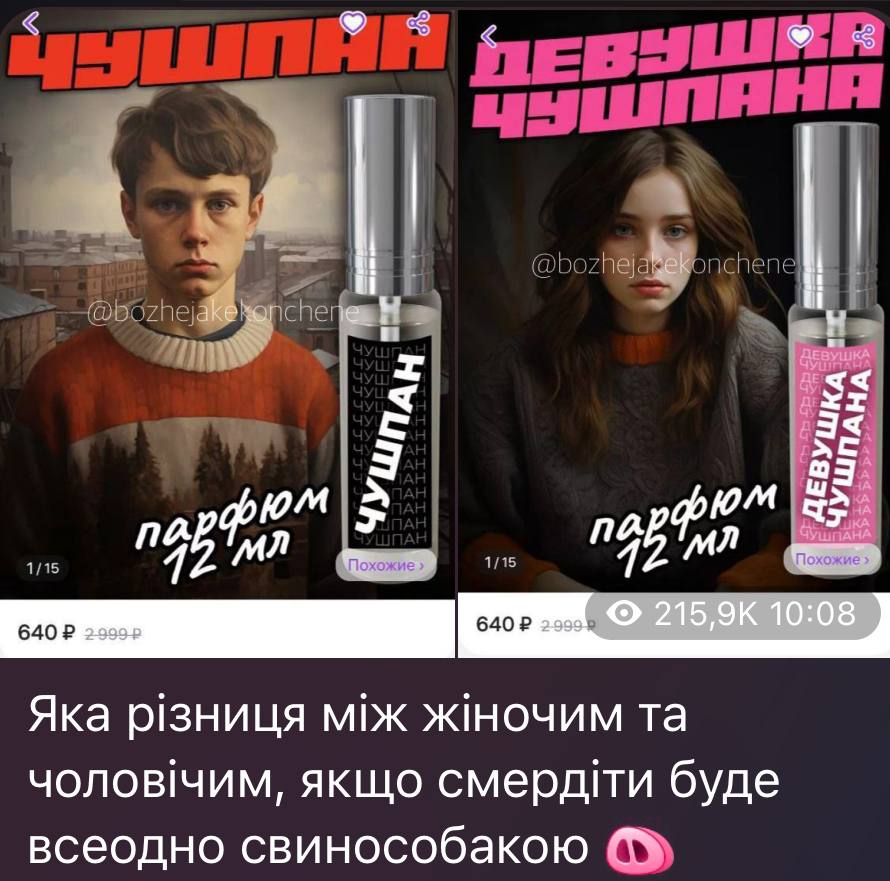 ЧУШПАН
@bozhejakekonchene
ЧУШПАН
парфюм
12 мл
1/15
Похожие ›
640 ₽ 2 999 ₽
ДЕВУШКА
ЧУШПАНА
@bozhejakekonchene
ДЕВУШКА
ЧУШПАНА
парфюм
12 мл
1/15
Похожие ›
640 ₽ 2 999 ₽
215,9K 10:08
Яка різниця між жіночим та
чоловічим, якщо смердіти буде
всеодно свинособакою